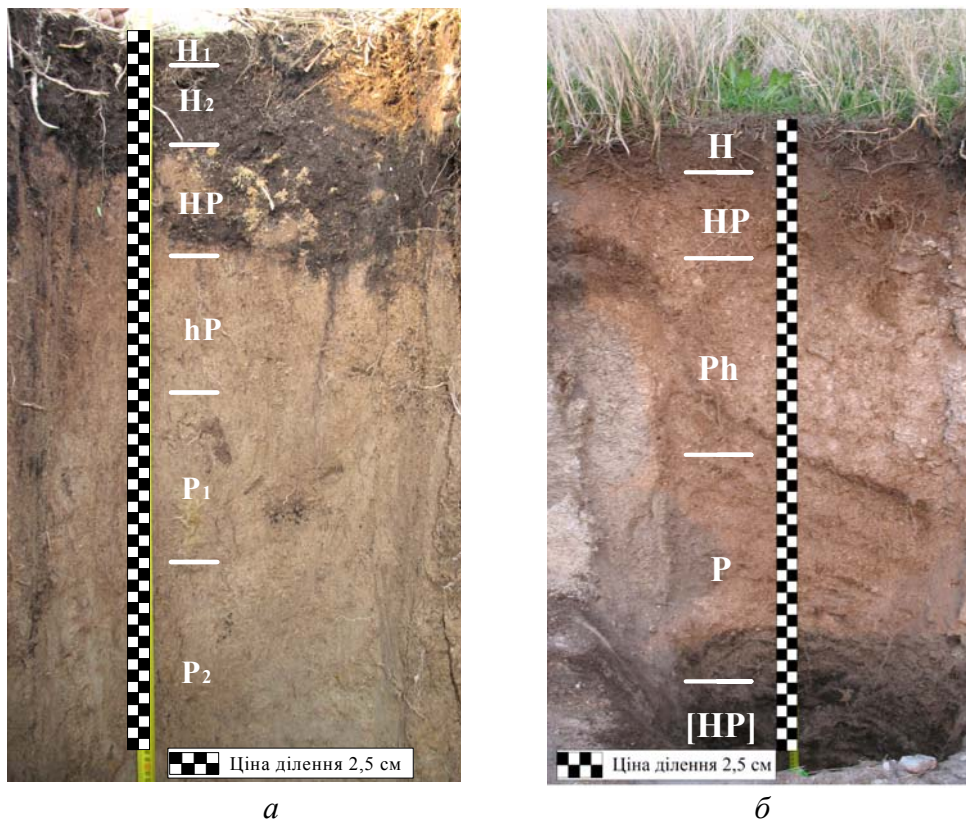 H1
H2
HP
hP
P1
P2
Ціна ділення 2,5 см
а
H
HP
Ph
P
[HP]
Ціна ділення 2,5 см
б